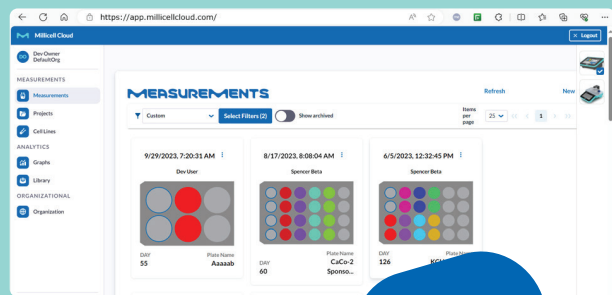 https://app.millicellcloud.com/
Millicell Cloud
× Logout
DO
Dev Owner
DefaultOrg
MEASUREMENTS
Measurements
Projects
Cell Lines
ANALYTICS
Graphs
Library
ORGANIZATIONAL
Organization
MEASUREMENTS
Refresh
New
Custom
Select Filters (2)
Show archived
Items per page
25
1
9/29/2023, 7:20:31 AM
Dev User
DAY
55
Plate Name
Aaaaab
8/17/2023, 8:08:04 AM
Spencer Beta
DAY
60
Plate Name
CaCo-2
Sponso...
6/5/2023, 12:32:45 PM
Spencer Beta
DAY
126
Plate Name